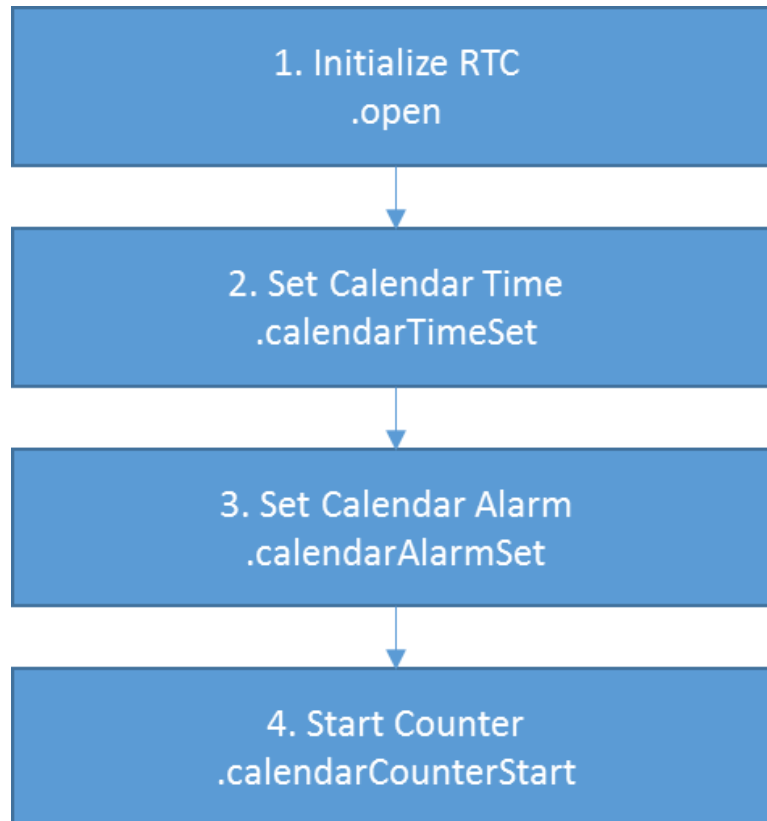 1. Initialize RTC
.open
2. Set Calendar Time
.calendarTimeSet
3. Set Calendar Alarm
.calendarAlarmSet
4. Start Counter
.calendarCounterStart